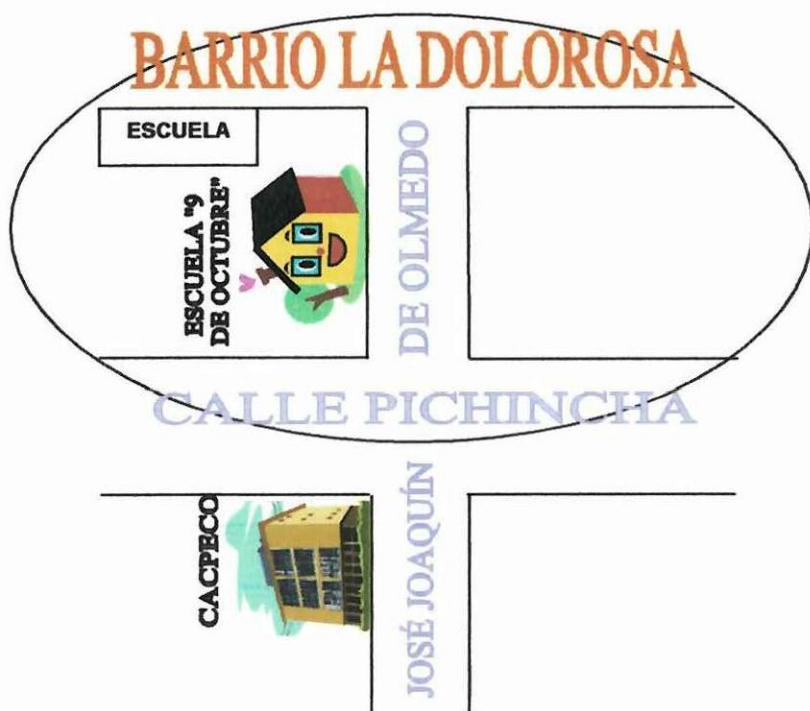 BARRIO LA DOLOROSA
ESCUELA
ESCUELA "9
DE OCTUBRE"
DE OLMEDO
CALLE PICHINCHA
CACPECO
JOSÉ JOAQUÍN